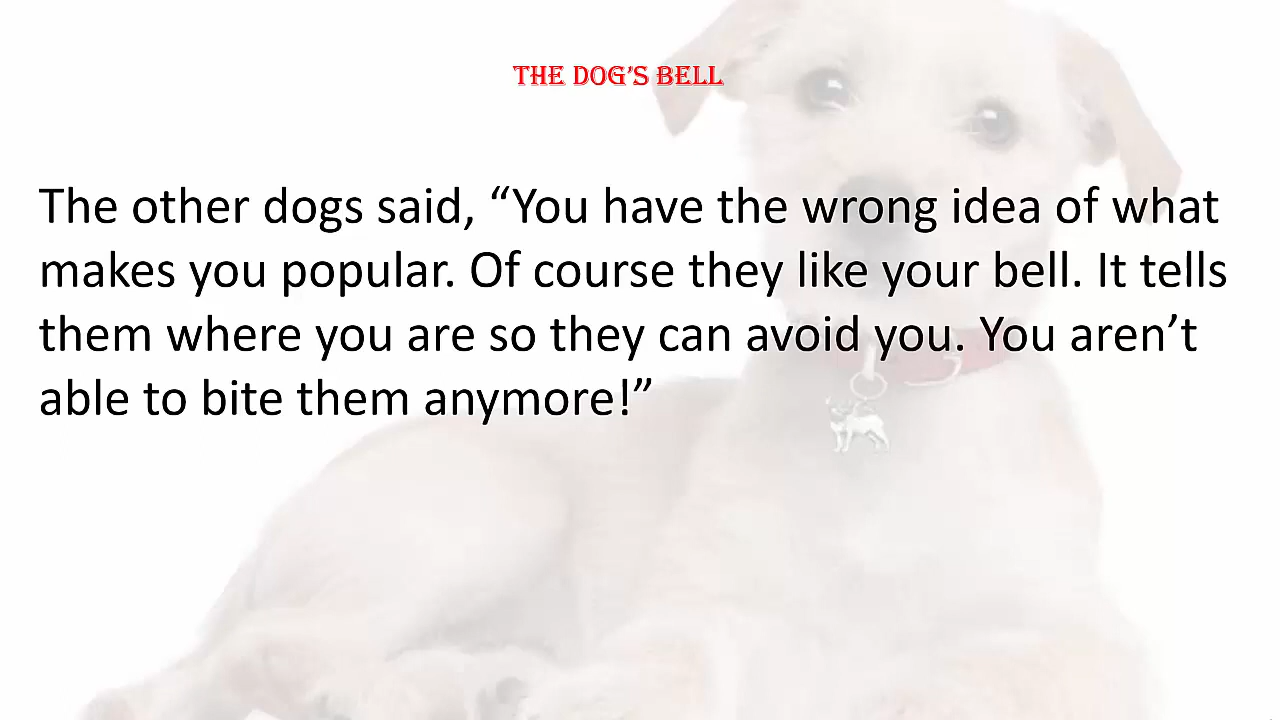 THE DOG'S BELL
The other dogs said, “You have the wrong idea of what
makes you popular. Of course they like your bell. It tells
them where you are so they can avoid you. You aren’t
able to bite them anymore!”